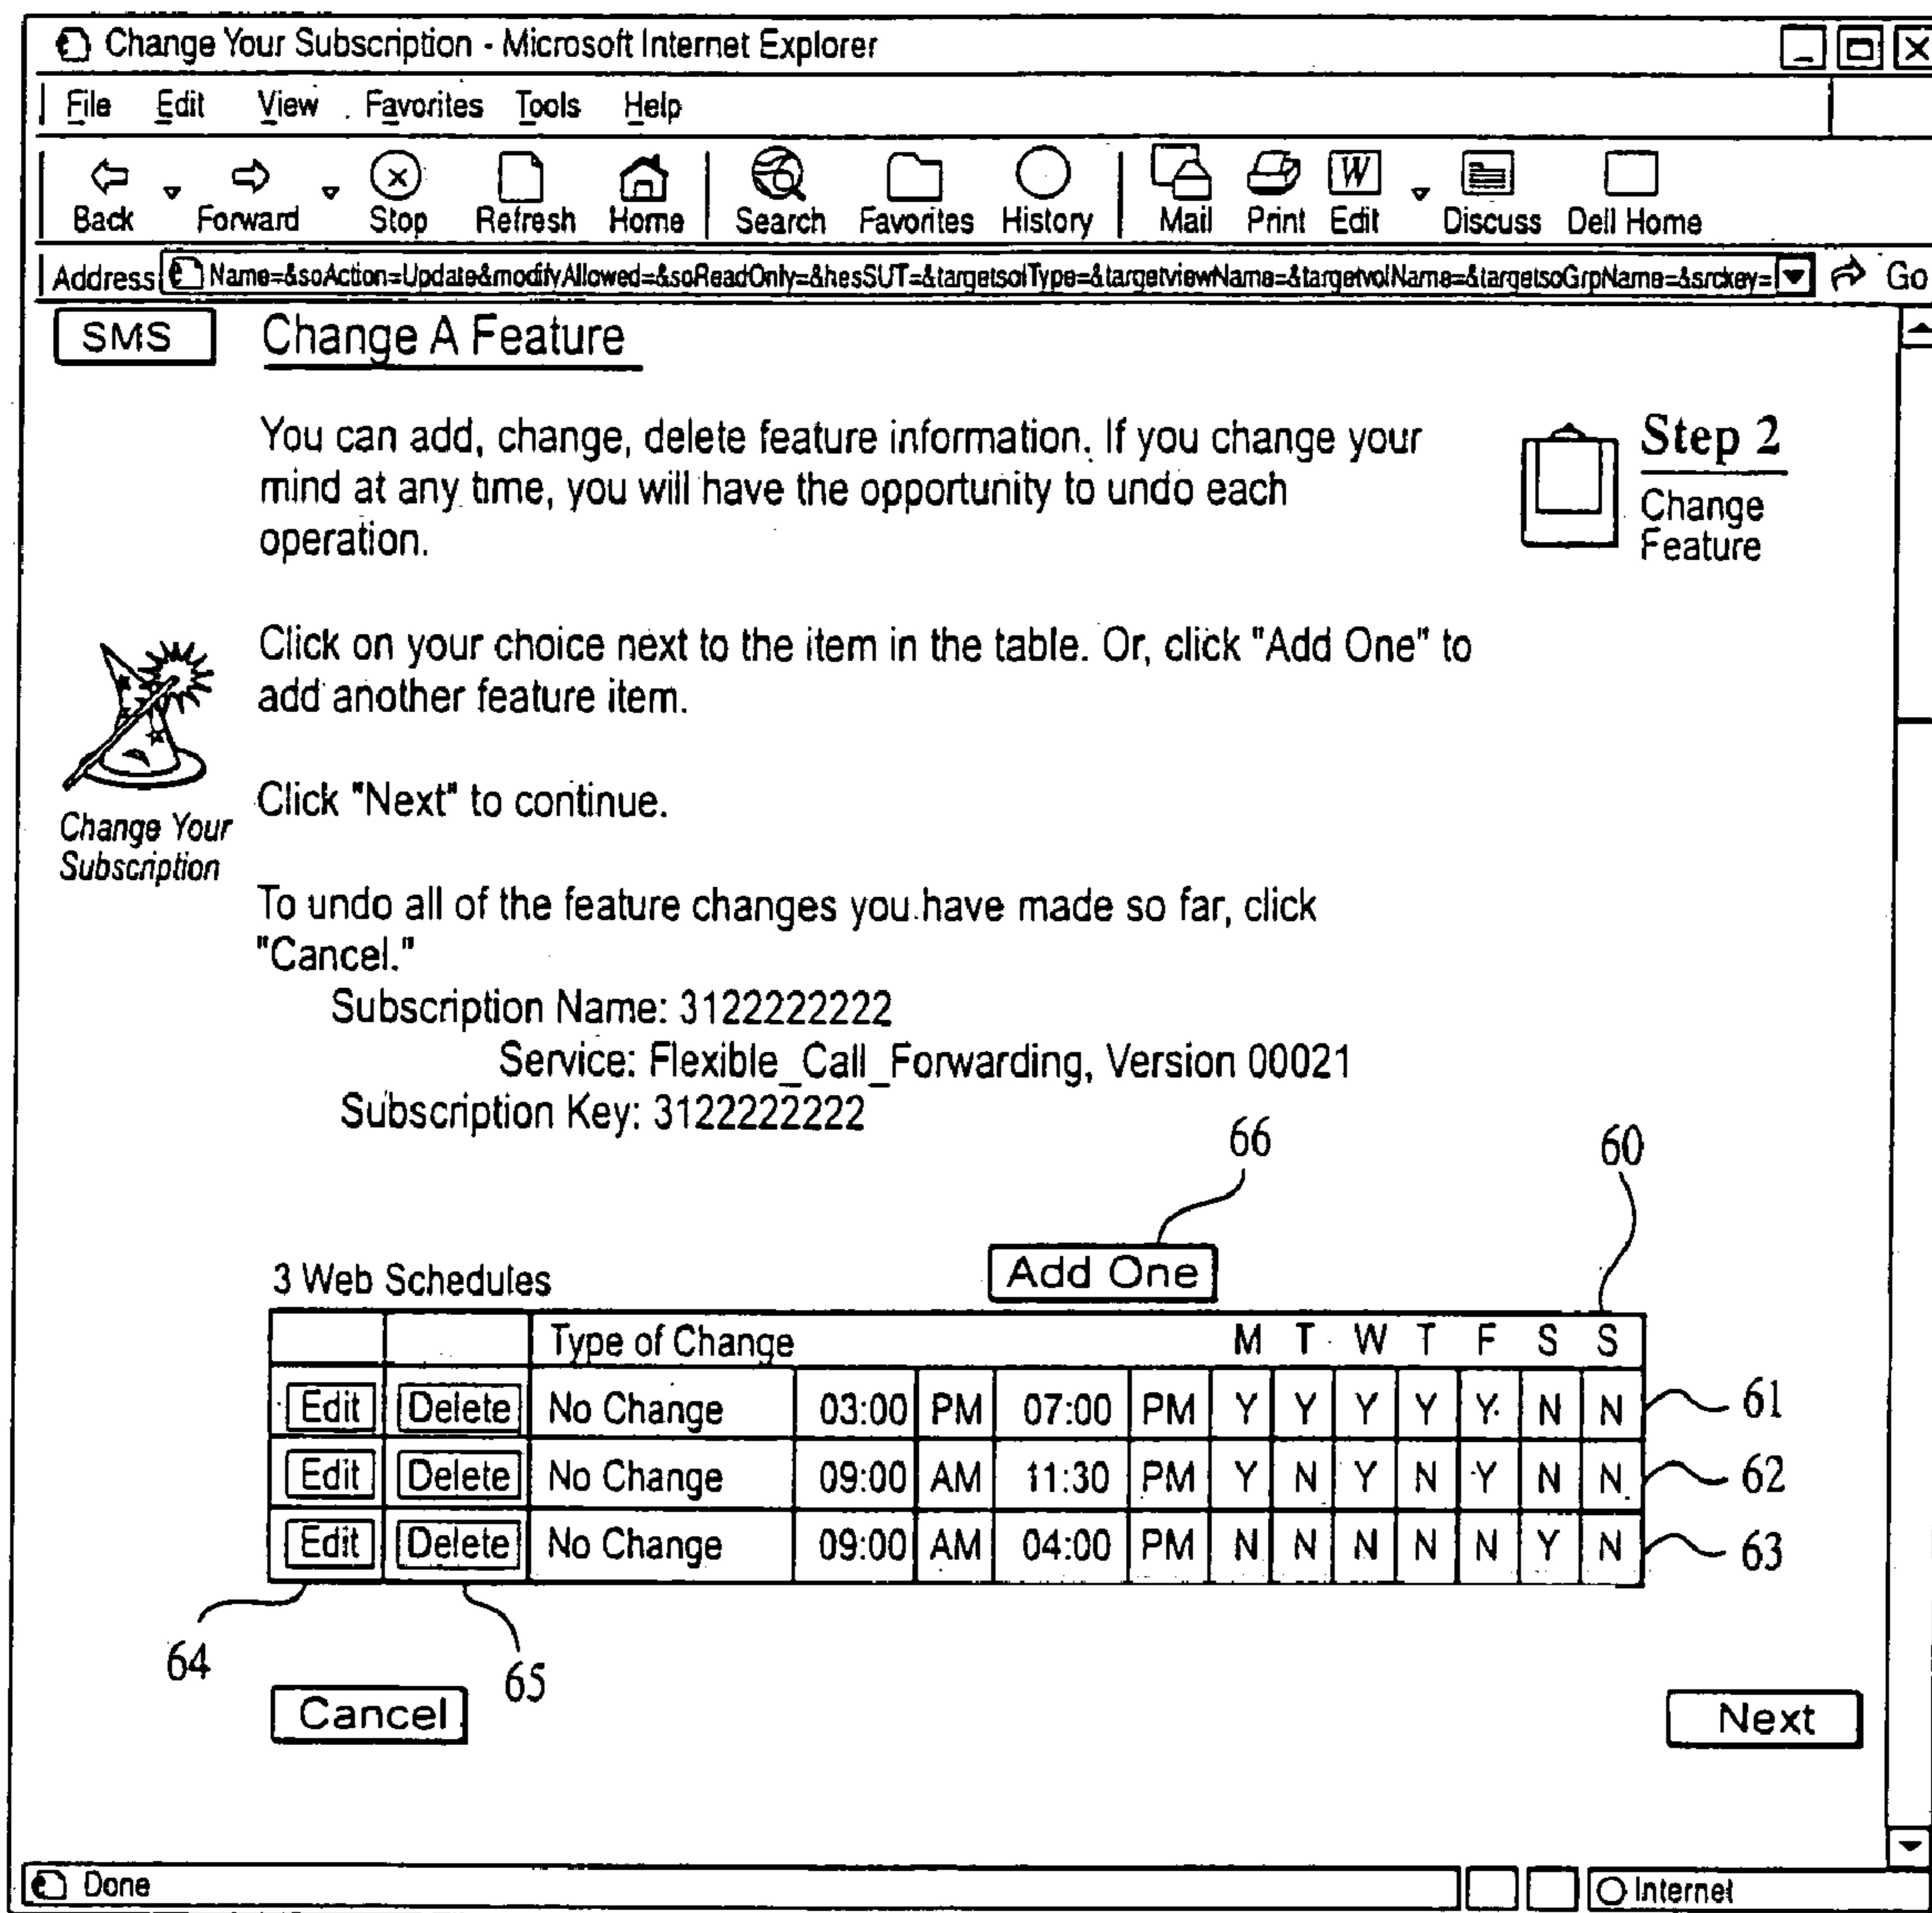 Change Your Subscription - Microsoft Internet Explorer
File Edit View Favorites Tools Help
Back Forward Stop Refresh Home Search Favorites History Mail Print Edit Discuss Dell Home
W
Address Name=&soAction=Update&modifyAllowed=&soReadOnly=&hesSUT=&targetsolType=&targetviewName=&targetvolName=&targetsoGrpName=&srckey= Go
SMS Change A Feature
You can add, change, delete feature information. If you change your
mind at any time, you will have the opportunity to undo each
operation.
Step 2
Change
Feature
Click on your choice next to the item in the table. Or, click "Add One" to
add another feature item.
Click "Next" to continue.
Change Your
Subscription
To undo all of the feature changes you have made so far, click
"Cancel."
Subscription Name: 3122222222
Service: Flexible_Call_Forwarding, Version 00021
Subscription Key: 3122222222
66 60
3 Web Schedules Add One
Type of Change M T W T F S S
Edit Delete No Change 03:00 PM 07:00 PM Y Y Y Y Y N N 61
Edit Delete No Change 09:00 AM 11:30 PM Y N Y N Y N N 62
Edit Delete No Change 09:00 AM 04:00 PM N N N N N Y N 63
64 65
Cancel Next
Done Internet